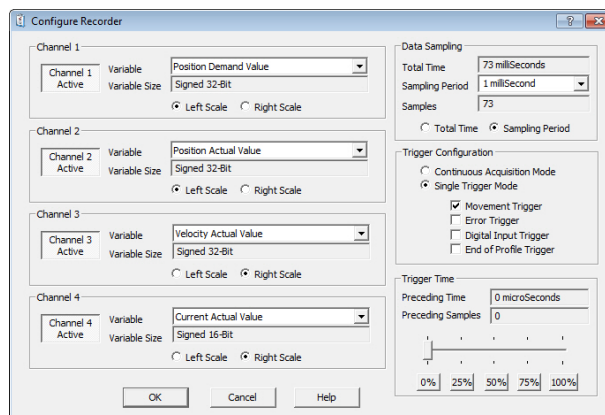 Configure Recorder
Channel 1
Channel 1
Active
Variable
Position Demand Value
Variable Size
Signed 32-Bit
Left Scale
Right Scale
Channel 2
Channel 2
Active
Variable
Position Actual Value
Variable Size
Signed 32-Bit
Left Scale
Right Scale
Channel 3
Channel 3
Active
Variable
Velocity Actual Value
Variable Size
Signed 32-Bit
Left Scale
Right Scale
Channel 4
Channel 4
Active
Variable
Current Actual Value
Variable Size
Signed 16-Bit
Left Scale
Right Scale
OK
Cancel
Help
Data Sampling
Total Time
73 milliSeconds
Sampling Period
1 milliSecond
Samples
73
Total Time
Sampling Period
Trigger Configuration
Continuous Acquisition Mode
Single Trigger Mode
Movement Trigger
Error Trigger
Digital Input Trigger
End of Profile Trigger
Trigger Time
Preceding Time
0 microSeconds
Preceding Samples
0
0%
25%
50%
75%
100%